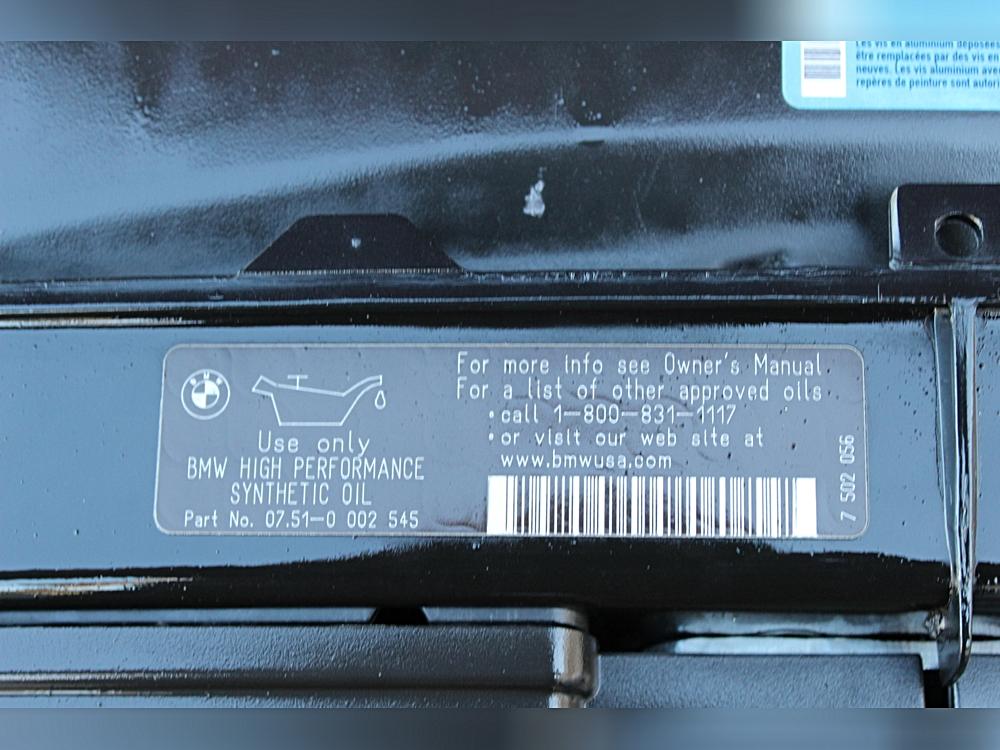 Les vis en aluminium déposées
être remplacées par des vis en
neuves. Les vis aluminium avec
repères de peinture sont autori
BMW
Use only
BMW HIGH PERFORMANCE
SYNTHETIC OIL
Part No. 07.51-0 002 545
For more info see Owner's Manual
For a list of other approved oils
•call 1-800-831-1117
•or visit our web site at
www.bmwusa.com
7 502 056